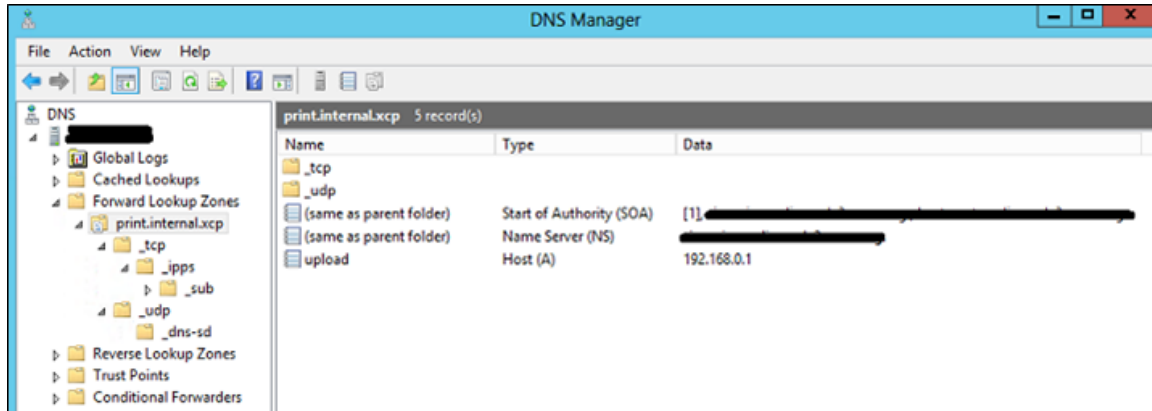 DNS Manager
File Action View Help
DNS
Global Logs
Cached Lookups
Forward Lookup Zones
print.internal.xcp
_tcp
_ipps
_sub
_udp
_dns-sd
Reverse Lookup Zones
Trust Points
Conditional Forwarders
print.internal.xcp 5 record(s)
Name Type Data
_tcp
_udp
(same as parent folder) Start of Authority (SOA) [1],
(same as parent folder) Name Server (NS)
upload Host (A) 192.168.0.1